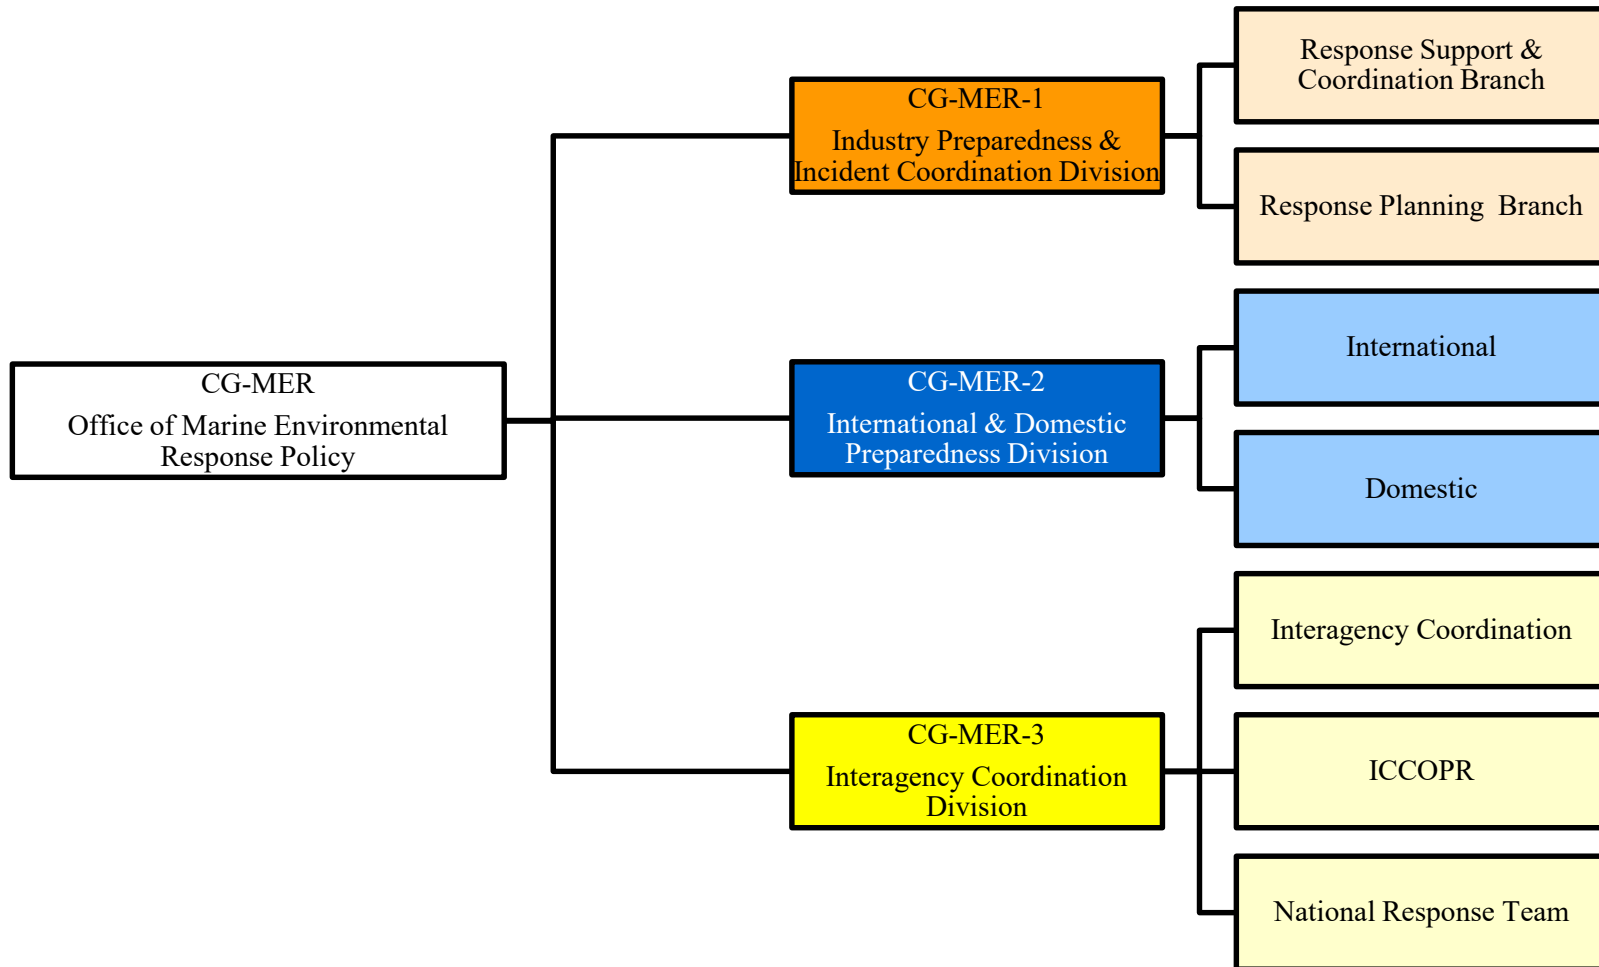 CG-MER
Office of Marine Environmental
Response Policy
CG-MER-1
Industry Preparedness &
Incident Coordination Division
Response Support &
Coordination Branch
Response Planning  Branch
CG-MER-2
International & Domestic
Preparedness Division
International
Domestic
CG-MER-3
Interagency Coordination
Division
Interagency Coordination
ICCOPR
National Response Team